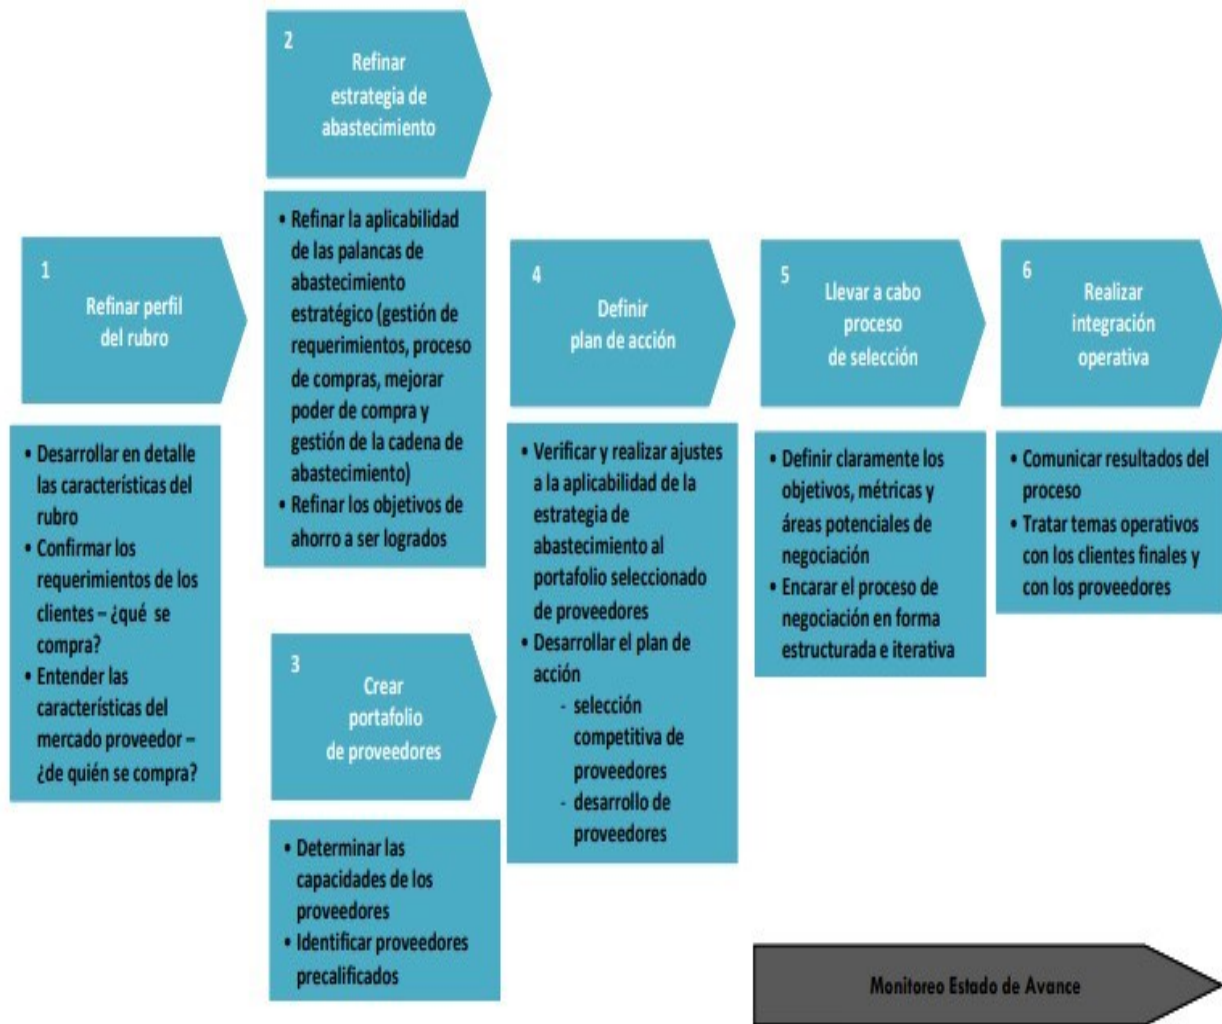 1
Refinar perfil
del rubro
• Desarrollar en detalle
las características del
rubro
• Confirmar los
requerimientos de los
clientes – ¿qué se
compra?
• Entender las
características del
mercado proveedor –
¿de quién se compra?
2
Refinar
estrategia de
abastecimiento
• Refinar la aplicabilidad
de las palancas de
abastecimiento
estratégico (gestión de
requerimientos, proceso
de compras, mejorar
poder de compra y
gestión de la cadena de
abastecimiento)
• Refinar los objetivos de
ahorro a ser logrados
3
Crear
portafolio
de proveedores
• Determinar las
capacidades de los
proveedores
• Identificar proveedores
precalificados
4
Definir
plan de acción
• Verificar y realizar ajustes
a la aplicabilidad de la
estrategia de
abastecimiento al
portafolio seleccionado
de proveedores
• Desarrollar el plan de
acción
- selección
competitiva de
proveedores
- desarrollo de
proveedores
5
Llevar a cabo
proceso
de selección
• Definir claramente los
objetivos, métricas y
áreas potenciales de
negociación
• Encarar el proceso de
negociación en forma
estructurada e iterativa
6
Realizar
integración
operativa
• Comunicar resultados del
proceso
• Tratar temas operativos
con los clientes finales y
con los proveedores
Monitoreo Estado de Avance